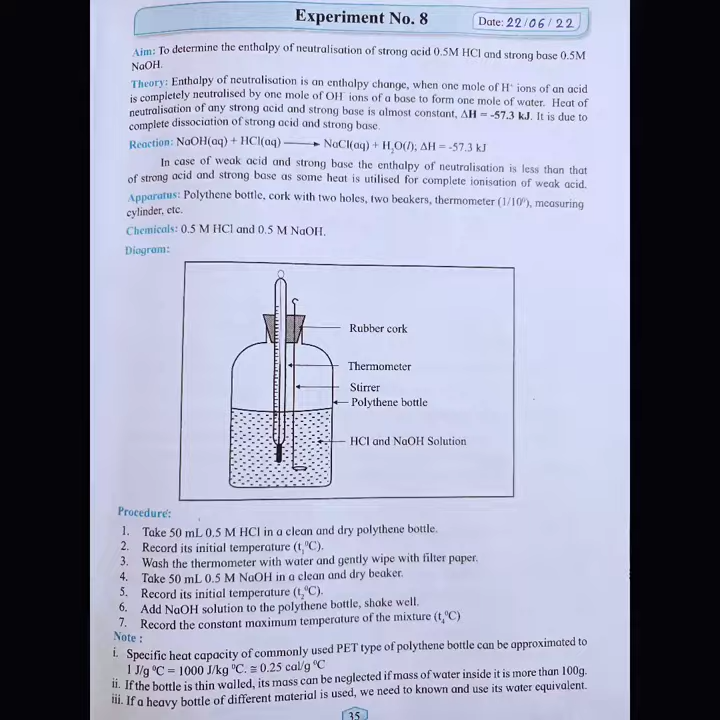 Experiment No. 8
Date: 22/06/22
Aim: To determine the enthalpy of neutralisation of strong acid 0.5M HCl and strong base 0.5M
NaOH.
Theory: Enthalpy of neutralisation is an enthalpy change, when one mole of H⁺ ions of an acid
is completely neutralised by one mole of OH⁻ ions of a base to form one mole of water. Heat of
neutralisation of any strong acid and strong base is almost constant, ΔH = -57.3 kJ. It is due to
complete dissociation of strong acid and strong base.
Reaction: NaOH(aq) + HCl(aq) ⟶ NaCl(aq) + H₂O(l); ΔH = -57.3 kJ
In case of weak acid and strong base the enthalpy of neutralisation is less than that
of strong acid and strong base as some heat is utilised for complete ionisation of weak acid.
Apparatus: Polythene bottle, cork with two holes, two beakers, thermometer (1/10⁰), measuring
cylinder, etc.
Chemicals: 0.5 M HCl and 0.5 M NaOH.
Diagram:
Rubber cork
Thermometer
Stirrer
Polythene bottle
HCl and NaOH Solution
Procedure:
1. Take 50 mL 0.5 M HCl in a clean and dry polythene bottle.
2. Record its initial temperature (t₁⁰C).
3. Wash the thermometer with water and gently wipe with filter paper.
4. Take 50 mL 0.5 M NaOH in a clean and dry beaker.
5. Record its initial temperature (t₂⁰C).
6. Add NaOH solution to the polythene bottle, shake well.
7. Record the constant maximum temperature of the mixture (t₄⁰C)
Note :
i. Specific heat capacity of commonly used PET type of polythene bottle can be approximated to
1 J/g ⁰C = 1000 J/kg ⁰C. ≅ 0.25 cal/g ⁰C
ii. If the bottle is thin walled, its mass can be neglected if mass of water inside it is more than 100g.
iii. If a heavy bottle of different material is used, we need to known and use its water equivalent.
35